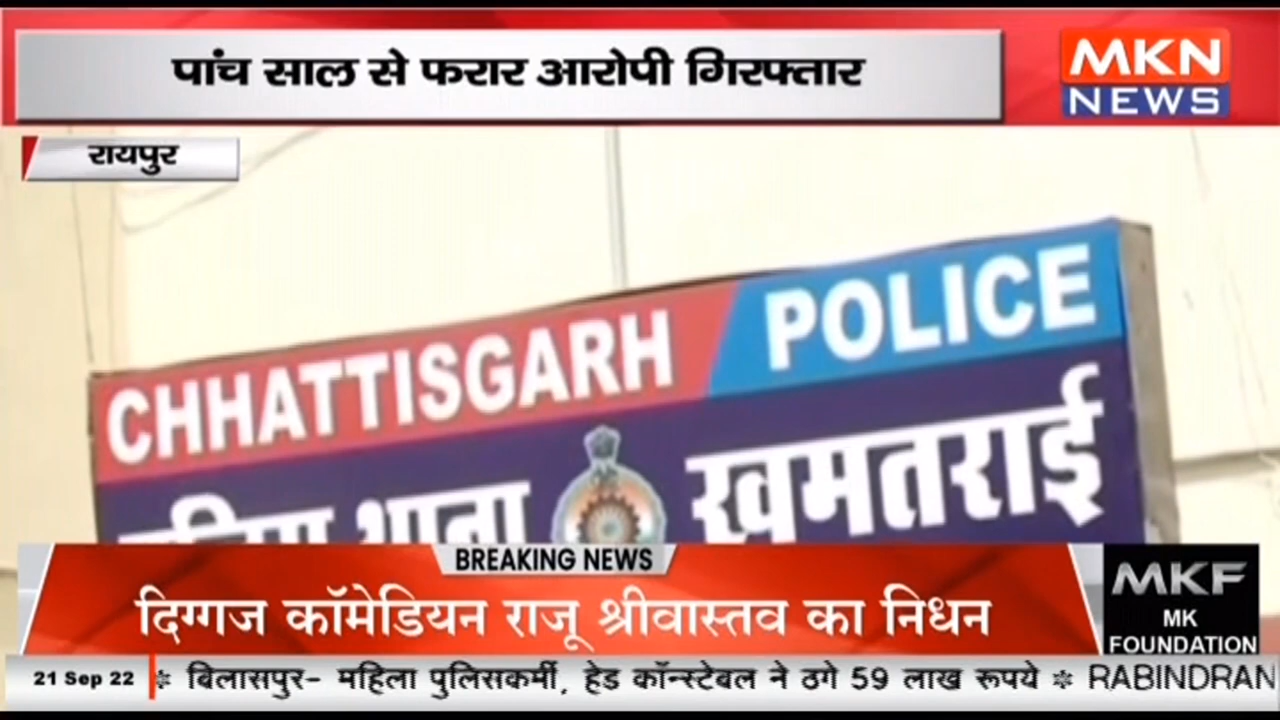 पांच साल से फरार आरोपी गिरफ्तार
MKN
NEWS
रायपुर
CHHATTISGARH POLICE
पुलिस थाना खमतराई
BREAKING NEWS
दिग्गज कॉमेडियन राजू श्रीवास्तव का निधन
MKF
MK
FOUNDATION
21 Sep 22 * बिलासपुर- महिला पुलिसकर्मी, हेड कॉन्स्टेबल ने ठगे 59 लाख रूपये * RABINDRAN